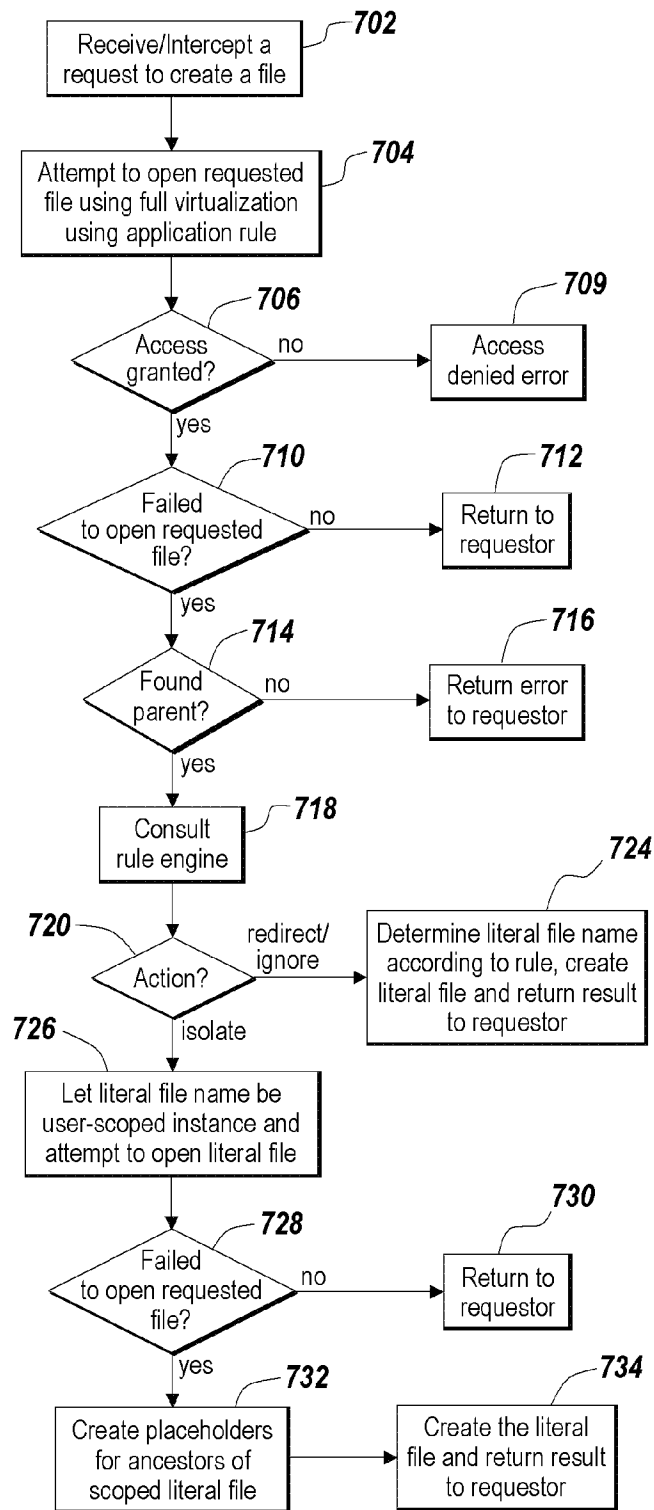 702
Receive/Intercept a
request to create a file
704
Attempt to open requested
file using full virtualization
using application rule
706
Access
granted?
no
709
Access
denied error
yes
710
Failed
to open requested
file?
no
712
Return to
requestor
yes
714
Found
parent?
no
716
Return error
to requestor
yes
718
Consult
rule engine
720
Action?
redirect/
ignore
724
Determine literal file name
according to rule, create
literal file and return result
to requestor
isolate
726
Let literal file name be
user-scoped instance and
attempt to open literal file
728
Failed
to open requested
file?
no
730
Return to
requestor
yes
732
Create placeholders
for ancestors of
scoped literal file
734
Create the literal
file and return result
to requestor